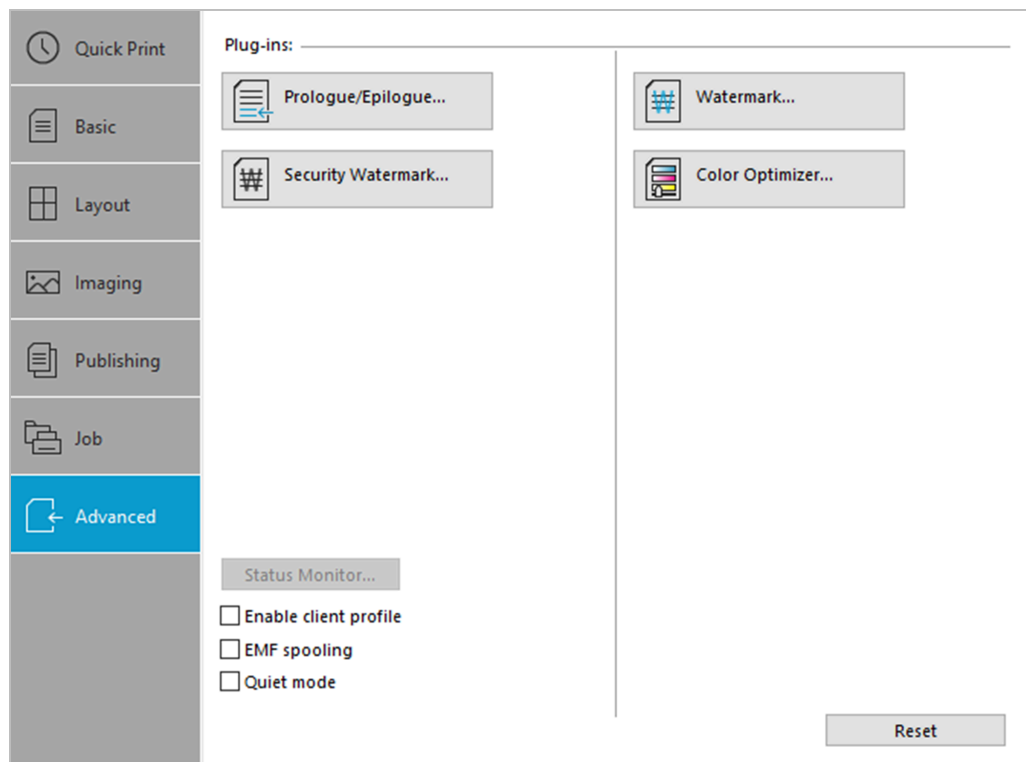 Quick Print
Basic
Layout
Imaging
Publishing
Job
Advanced
Plug-ins:
Prologue/Epilogue...
Watermark...
Security Watermark...
Color Optimizer...
Status Monitor...
Enable client profile
EMF spooling
Quiet mode
Reset